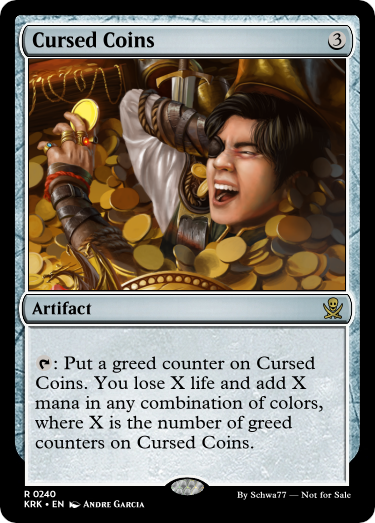 Cursed Coins 3
Artifact
: Put a greed counter on Cursed
Coins. You lose X life and add X
mana in any combination of colors,
where X is the number of greed
counters on Cursed Coins.
R 0240
KRK • EN Andre Garcia
By Schwa77 — Not for Sale